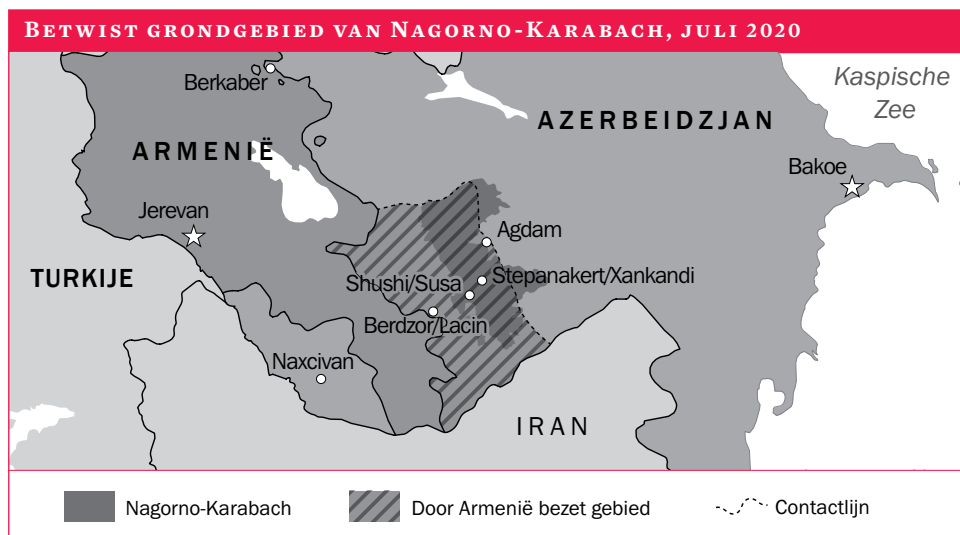 Betwist grondgebied van Nagorno-Karabach, juli 2020
Kaspische
Zee
Berkaber
AZERBEIDZJAN
ARMENIË
Bakoe
Jerevan
Agdam
TURKIJE
Stepanakert/Xankandi
Shushi/Susa
Berdzor/Lacin
Naxcivan
IRAN
Nagorno-Karabach
Door Armenië bezet gebied
Contactlijn